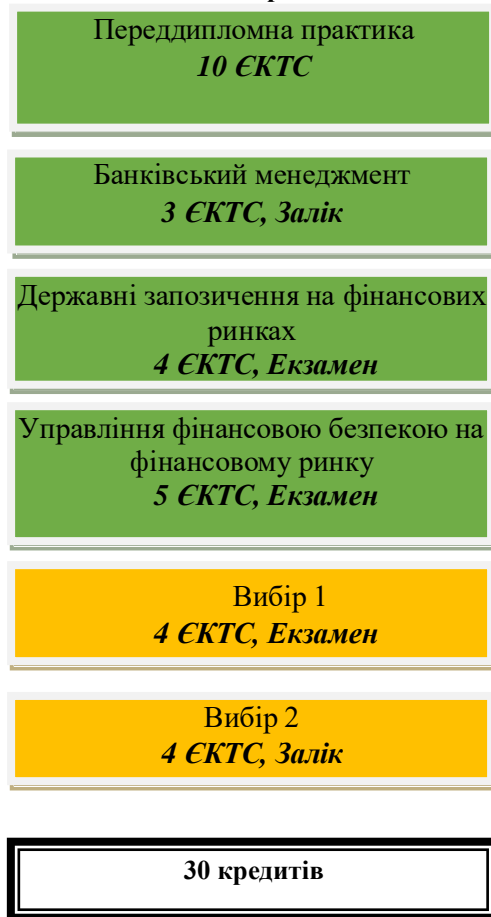 Переддипломна практика
10 ЄКТС
Банківський менеджмент
3 ЄКТС, Залік
Державні запозичення на фінансових
ринках
4 ЄКТС, Екзамен
Управління фінансовою безпекою на
фінансовому ринку
5 ЄКТС, Екзамен
Вибір 1
4 ЄКТС, Екзамен
Вибір 2
4 ЄКТС, Залік
30 кредитів